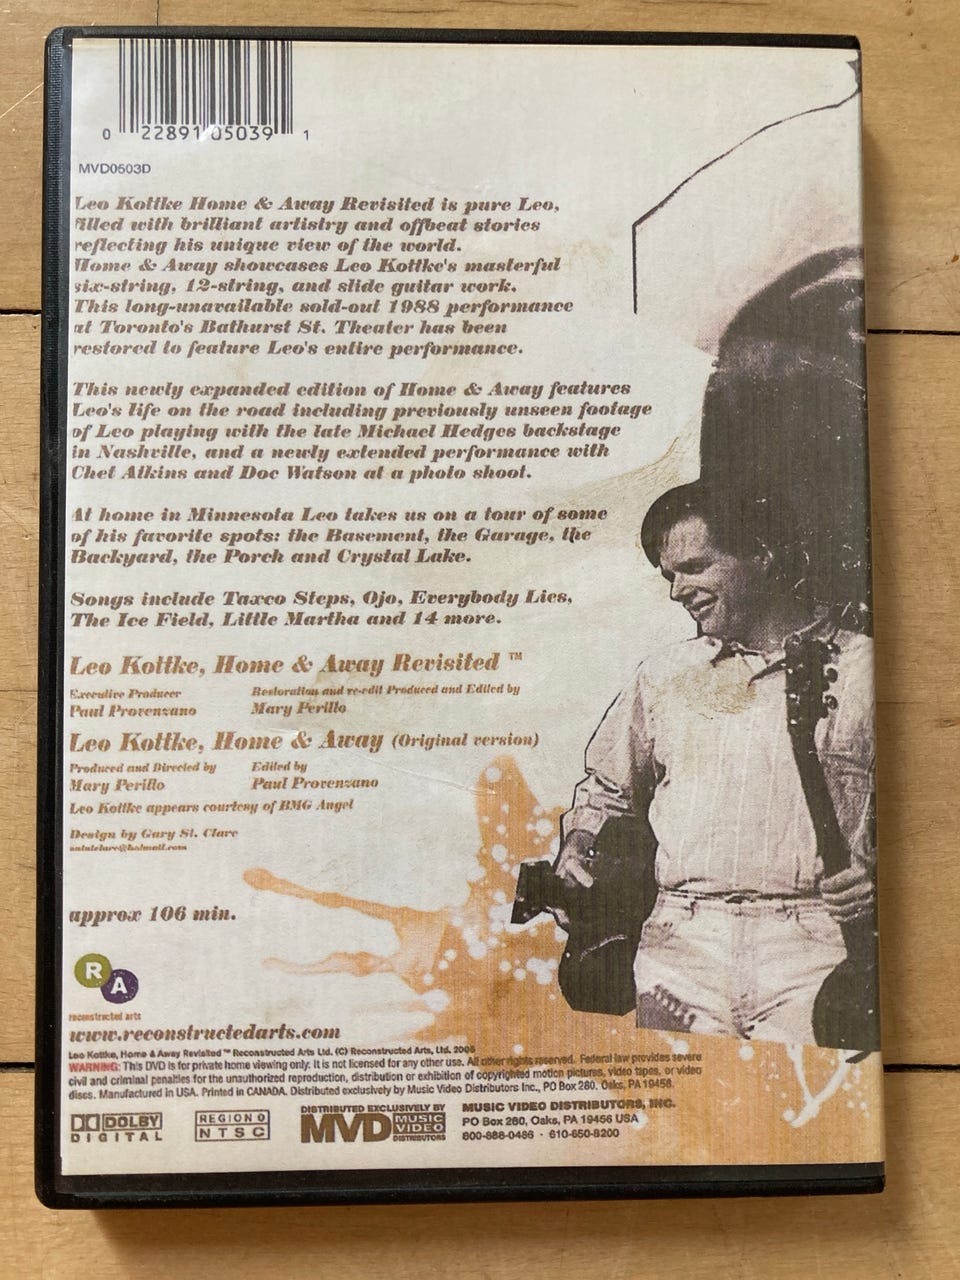 0 22891 05039 1
MVD0503D
Leo Kottke Home & Away Revisited is pure Leo,
filled with brilliant artistry and offbeat stories
reflecting his unique view of the world.
Home & Away showcases Leo Kottke's masterful
six-string, 12-string, and slide guitar work.
This long-unavailable sold-out 1988 performance
at Toronto's Bathurst St. Theater has been
restored to feature Leo's entire performance.
This newly expanded edition of Home & Away features
Leo's life on the road including previously unseen footage
of Leo playing with the late Michael Hedges backstage
in Nashville, and a newly extended performance with
Chet Atkins and Doc Watson at a photo shoot.
At home in Minnesota Leo takes us on a tour of some
of his favorite spots: the Basement, the Garage, the
Backyard, the Porch and Crystal Lake.
Songs include Taxco Steps, Ojo, Everybody Lies,
The Ice Field, Little Martha and 14 more.
Leo Kottke, Home & Away Revisited ™
Executive Producer
Paul Provenzano
Restoration and re-edit Produced and Edited by
Mary Perillo
Leo Kottke, Home & Away (Original version)
Produced and Directed by
Mary Perillo
Edited by
Paul Provenzano
Leo Kottke appears courtesy of BMG Angel
Design by Gary St. Clare
approx 106 min.
R A
reconstructed arts
www.reconstructedarts.com
Leo Kottke, Home & Away Revisited ™ Reconstructed Arts Ltd. (C) Reconstructed Arts, Ltd. 2006
WARNING: This DVD is for private home viewing only. It is not licensed for any other use. All other rights reserved. Federal law provides severe
civil and criminal penalties for the unauthorized reproduction, distribution or exhibition of copyrighted motion pictures, video tapes, or video
discs. Manufactured in USA. Printed in CANADA. Distributed exclusively by Music Video Distributors Inc., PO Box 280, Oaks, PA 19456.
DOLBY
DIGITAL
REGION 0
NTSC
DISTRIBUTED EXCLUSIVELY BY
MVD MUSIC VIDEO DISTRIBUTORS
MUSIC VIDEO DISTRIBUTORS, INC.
PO Box 280, Oaks, PA 19456 USA
800-888-0486 · 610-650-8200